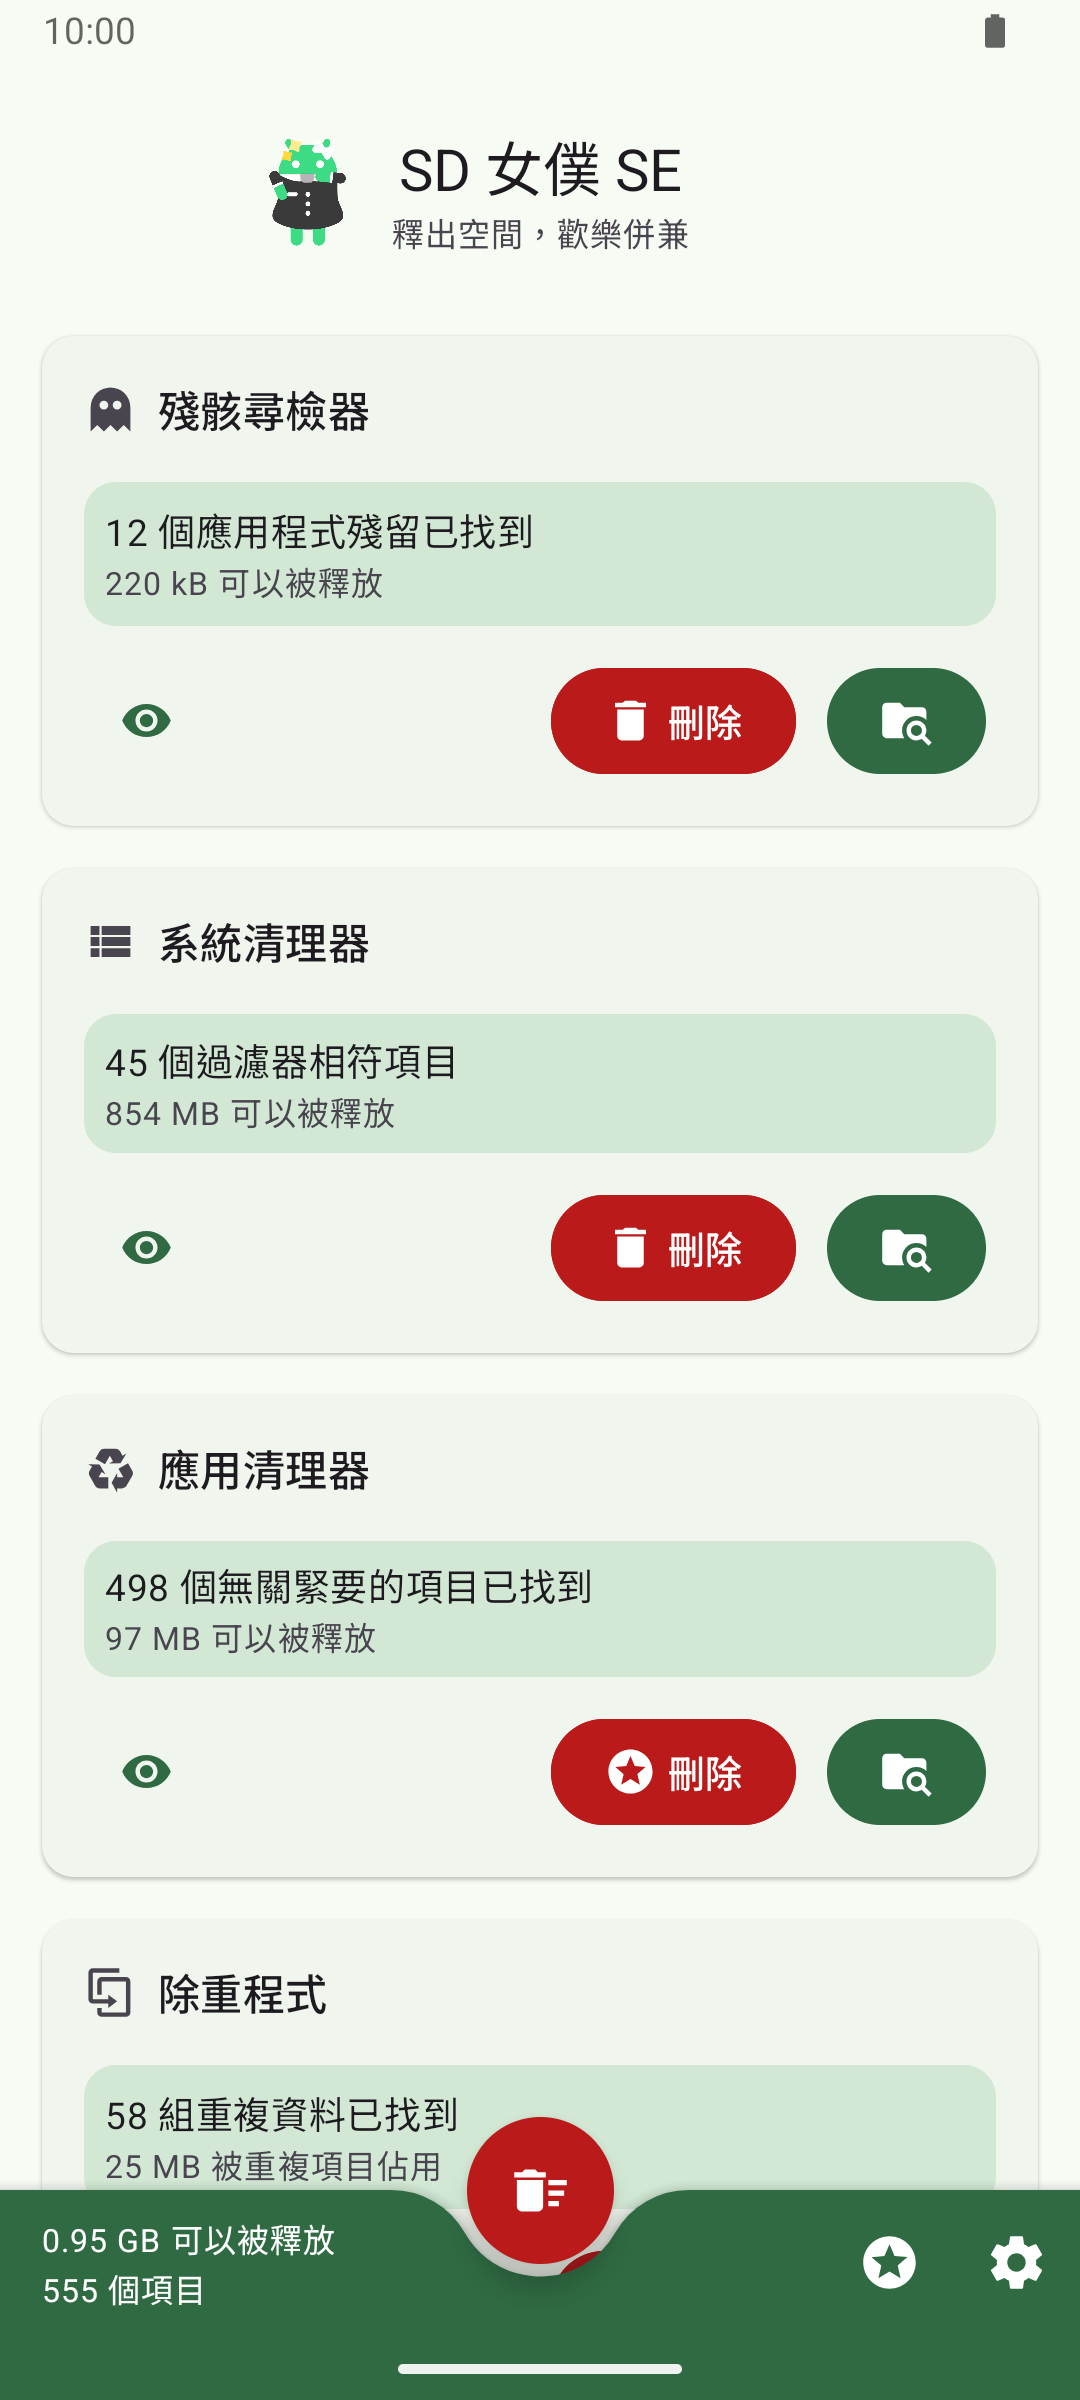 10:00
SD 女僕 SE
釋出空間，歡樂併兼
殘骸尋檢器
12 個應用程式殘留已找到
220 kB 可以被釋放
刪除
系統清理器
45 個過濾器相符項目
854 MB 可以被釋放
刪除
應用清理器
498 個無關緊要的項目已找到
97 MB 可以被釋放
刪除
除重程式
58 組重複資料已找到
25 MB 被重複項目佔用
0.95 GB 可以被釋放
555 個項目